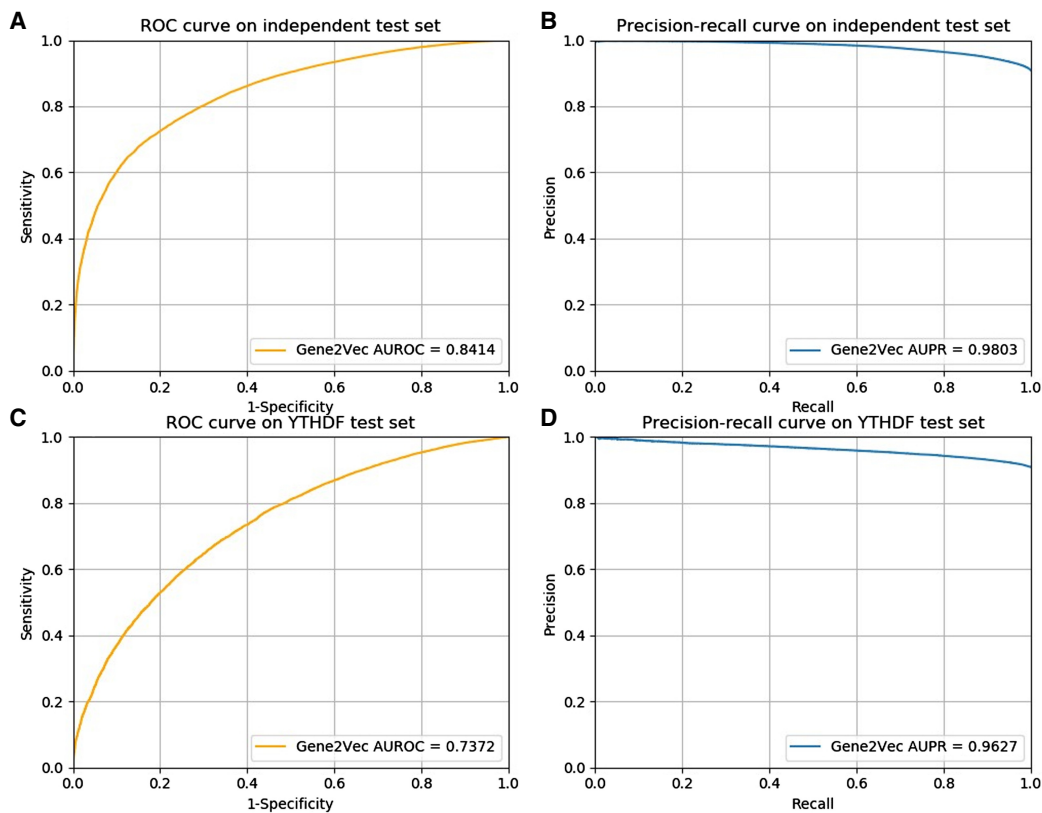 A
ROC curve on independent test set
1.0
0.8
0.6
0.4
0.2
0.0
Sensitivity
Gene2Vec AUROC = 0.8414
0.0 0.2 0.4 0.6 0.8 1.0
1-Specificity
B
Precision-recall curve on independent test set
1.0
0.8
0.6
0.4
0.2
0.0
Precision
Gene2Vec AUPR = 0.9803
0.0 0.2 0.4 0.6 0.8 1.0
Recall
C
ROC curve on YTHDF test set
1.0
0.8
0.6
0.4
0.2
0.0
Sensitivity
Gene2Vec AUROC = 0.7372
0.0 0.2 0.4 0.6 0.8 1.0
1-Specificity
D
Precision-recall curve on YTHDF test set
1.0
0.8
0.6
0.4
0.2
0.0
Precision
Gene2Vec AUPR = 0.9627
0.0 0.2 0.4 0.6 0.8 1.0
Recall